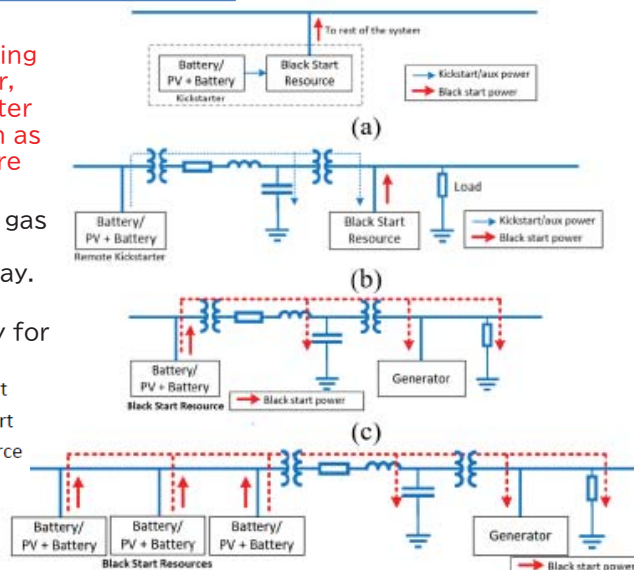 ing
r,
ter
n as
re
gas
ay.
y for
t
rt
rce
To rest of the system
Battery/
PV + Battery
Kickstarter
Black Start
Resource
Kickstart/aux power
Black start power
(a)
Battery/
PV + Battery
Remote Kickstarter
Black Start
Resource
Load
Kickstart/aux power
Black start power
(b)
Battery/
PV + Battery
Black Start Resource
Black start power
Generator
(c)
Battery/
PV + Battery
Battery/
PV + Battery
Battery/
PV + Battery
Black Start Resources
Generator
Black start power